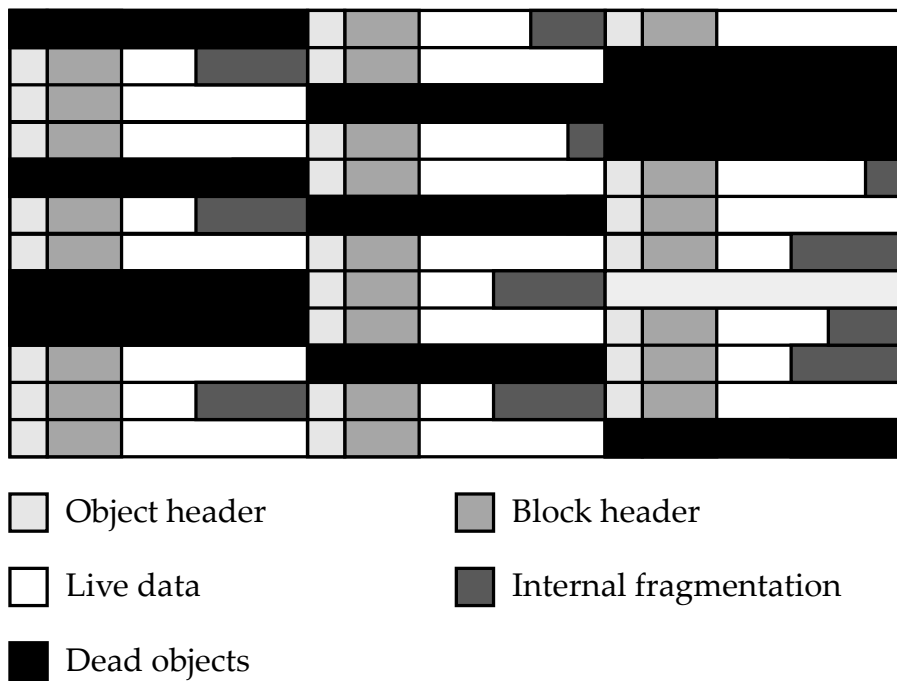 Object header
Block header
Live data
Internal fragmentation
Dead objects